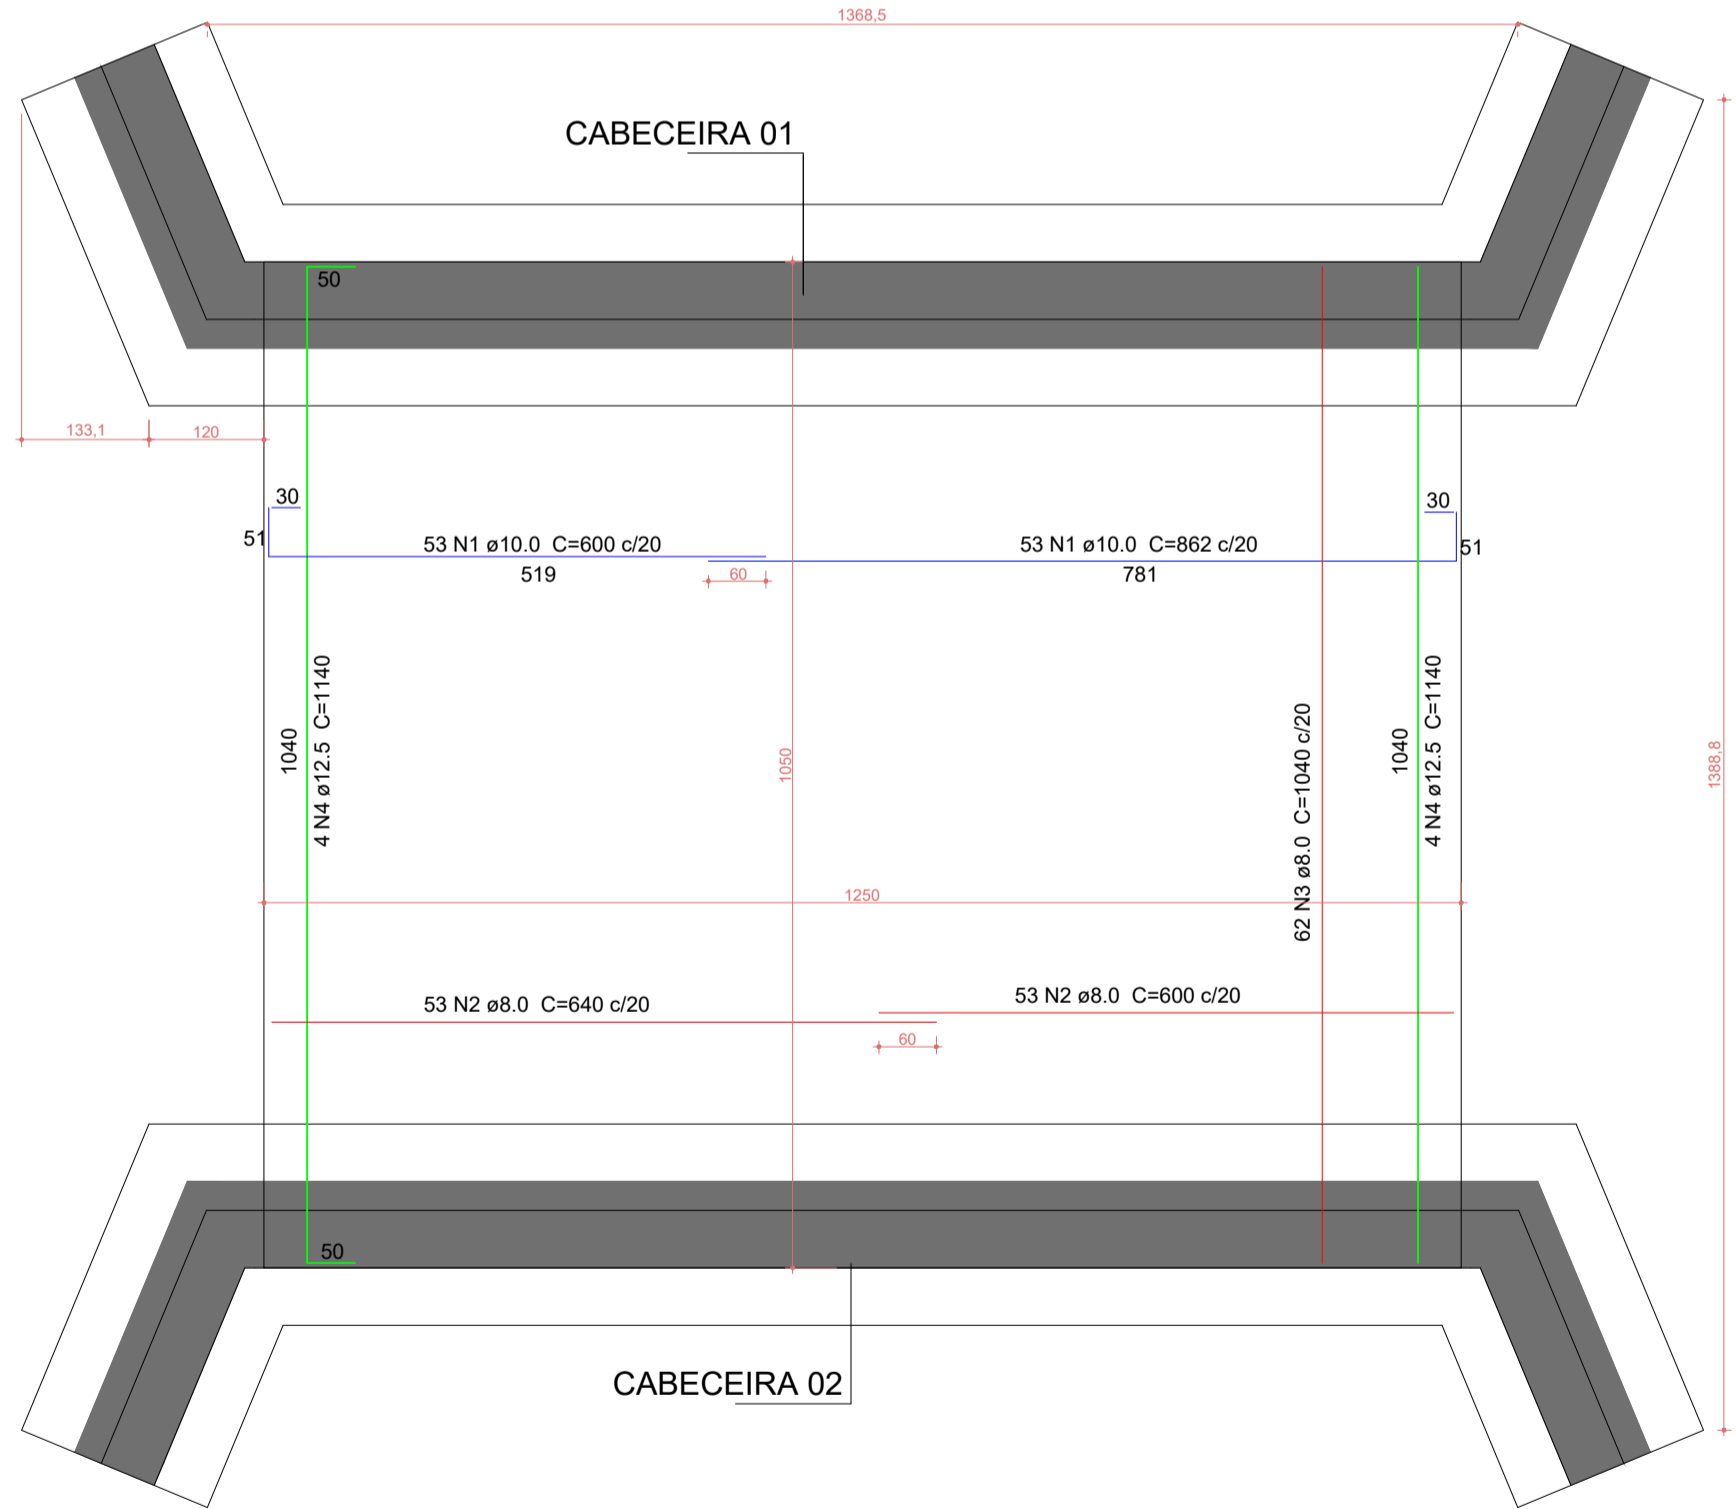 1368,5
CABECEIRA 01
50
133,1
120
30
30
51
53 N1 ø10.0 C=600 c/20
53 N1 ø10.0 C=862 c/20
51
519
60
781
1040
4 N4 ø12.5 C=1140
1050
62 N3 ø8.0 C=1040 c/20
1040
4 N4 ø12.5 C=1140
1388,8
1250
53 N2 ø8.0 C=640 c/20
53 N2 ø8.0 C=600 c/20
60
50
CABECEIRA 02